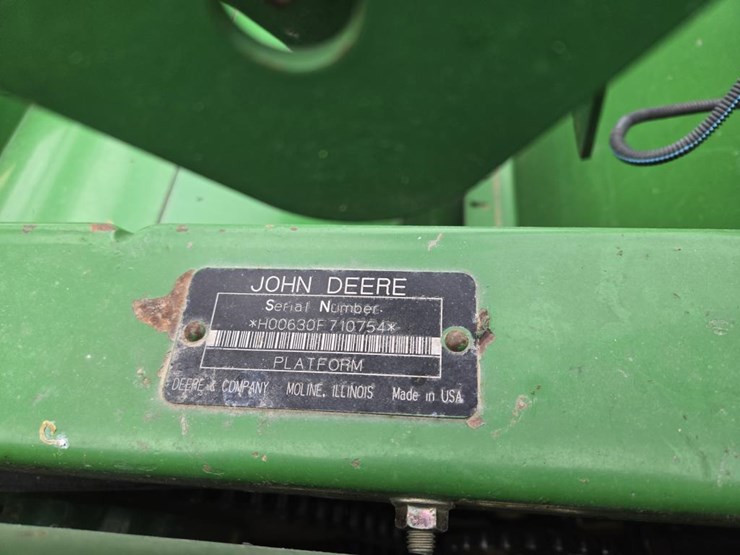 JOHN DEERE
Serial Number
*H00630F710754*
PLATFORM
DEERE & COMPANY MOLINE, ILLINOIS Made in USA